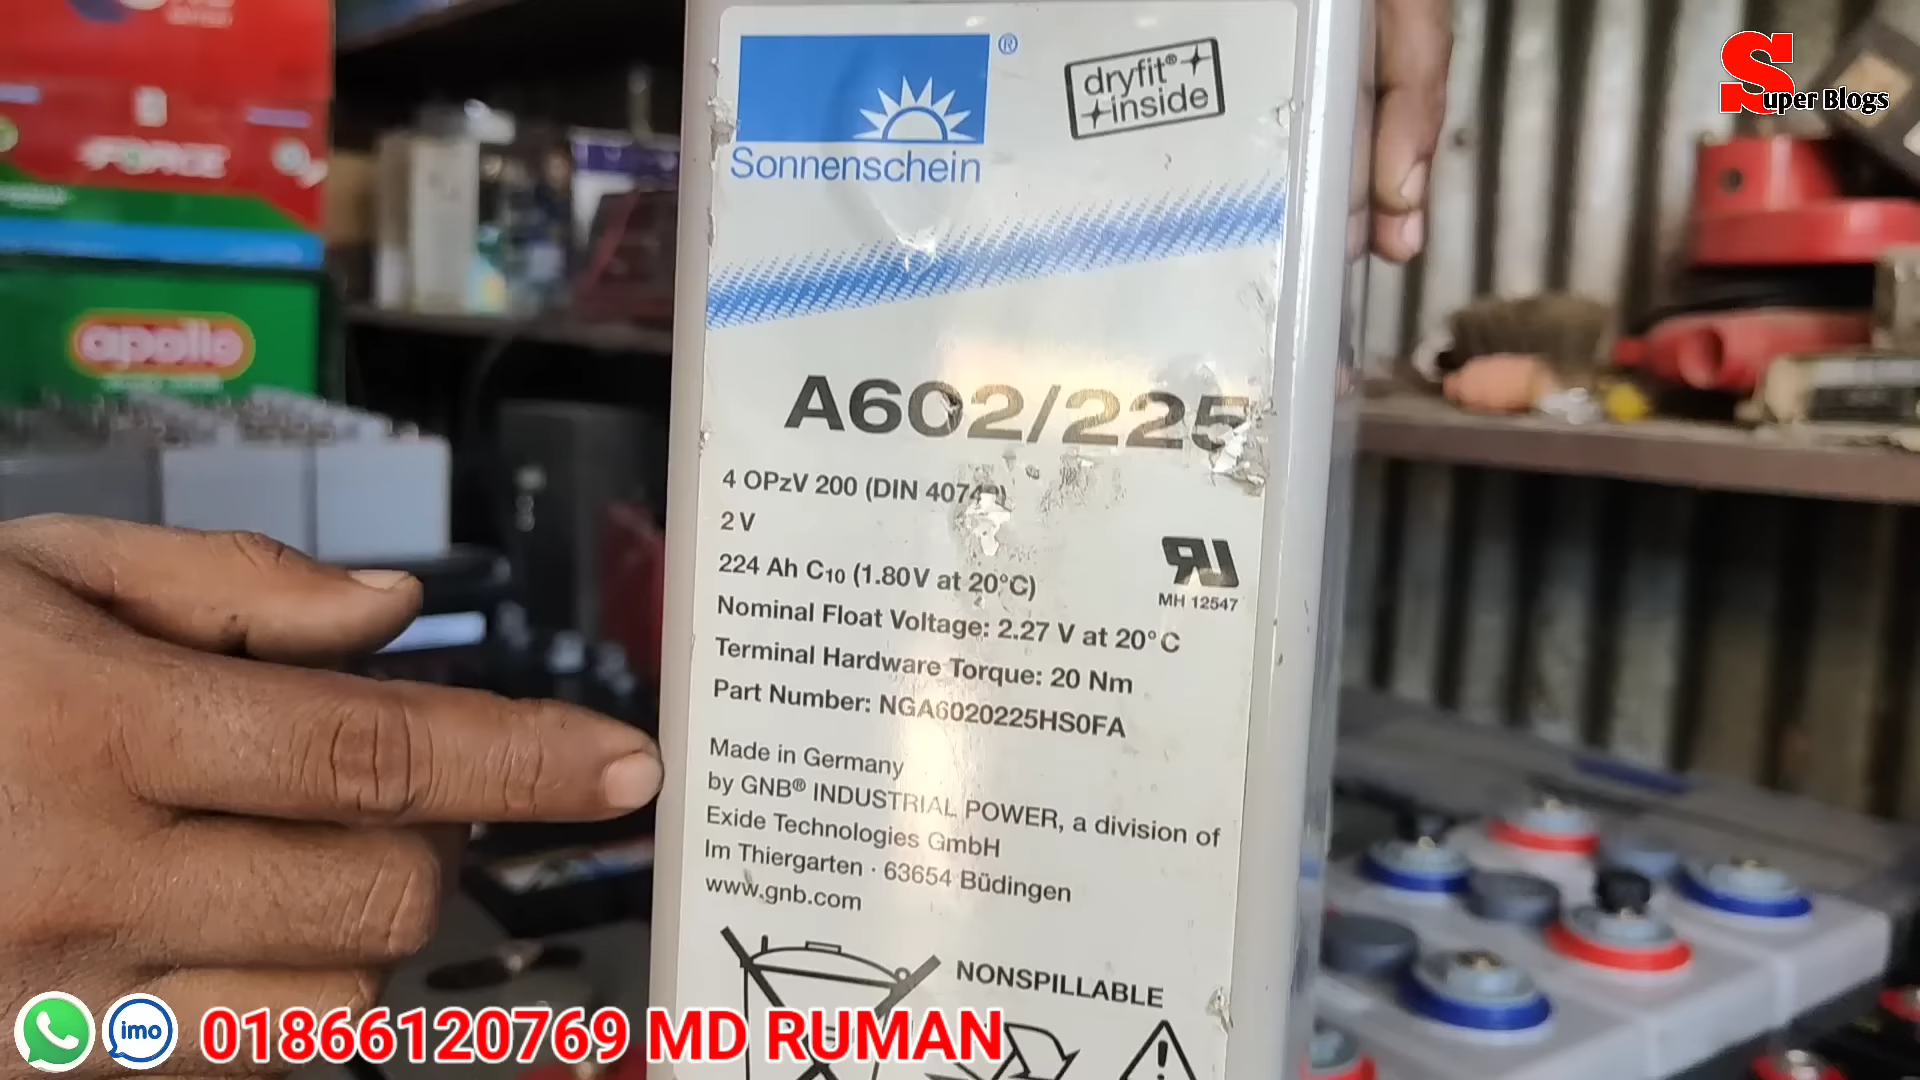 Sonnenschein
®
dryfit®
inside
Super Blogs
FORCE
apollo
A602/225
4 OPzV 200 (DIN 40742)
2 V
224 Ah C10 (1.80V at 20°C)
Nominal Float Voltage: 2.27 V at 20°C
Terminal Hardware Torque: 20 Nm
Part Number: NGA6020225HS0FA
MH 12547
Made in Germany
by GNB® INDUSTRIAL POWER, a division of
Exide Technologies GmbH
Im Thiergarten · 63654 Büdingen
www.gnb.com
NONSPILLABLE
imo
01866120769 MD RUMAN